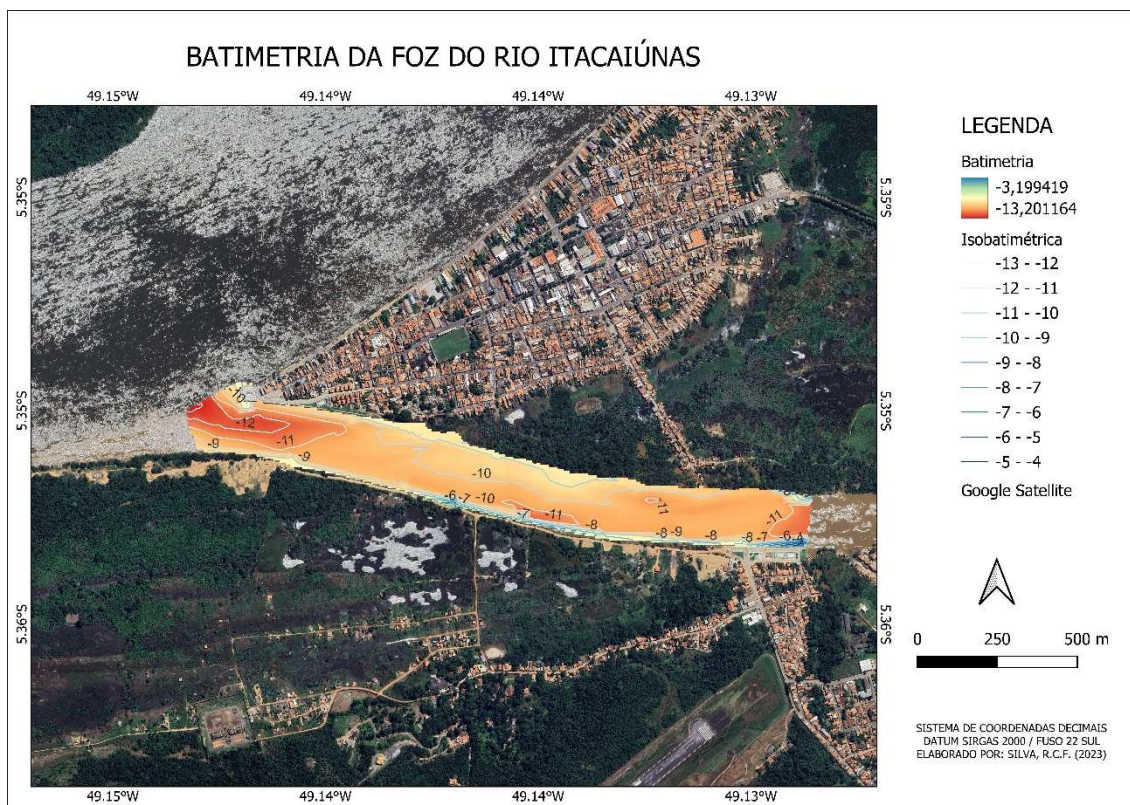 BATIMETRIA DA FOZ DO RIO ITACAIÚNAS
49.15°W 49.14°W 49.14°W 49.13°W
5.35°S 5.35°S
5.35°S 5.35°S
5.36°S 5.36°S
-10
-12
-9 -11
-9
-10
-6 -7 -10
-7 -11 -8
-11
-11
-8 -9 -8 -8 -7 -6 -4
49.15°W 49.14°W 49.14°W 49.13°W
LEGENDA
Batimetria
-3,199419
-13,201164
Isobatimétrica
-13 - -12
-12 - -11
-11 - -10
-10 - -9
-9 - -8
-8 - -7
-7 - -6
-6 - -5
-5 - -4
Google Satellite
0 250 500 m
SISTEMA DE COORDENADAS DECIMAIS
DATUM SIRGAS 2000 / FUSO 22 SUL
ELABORADO POR: SILVA, R.C.F. (2023)